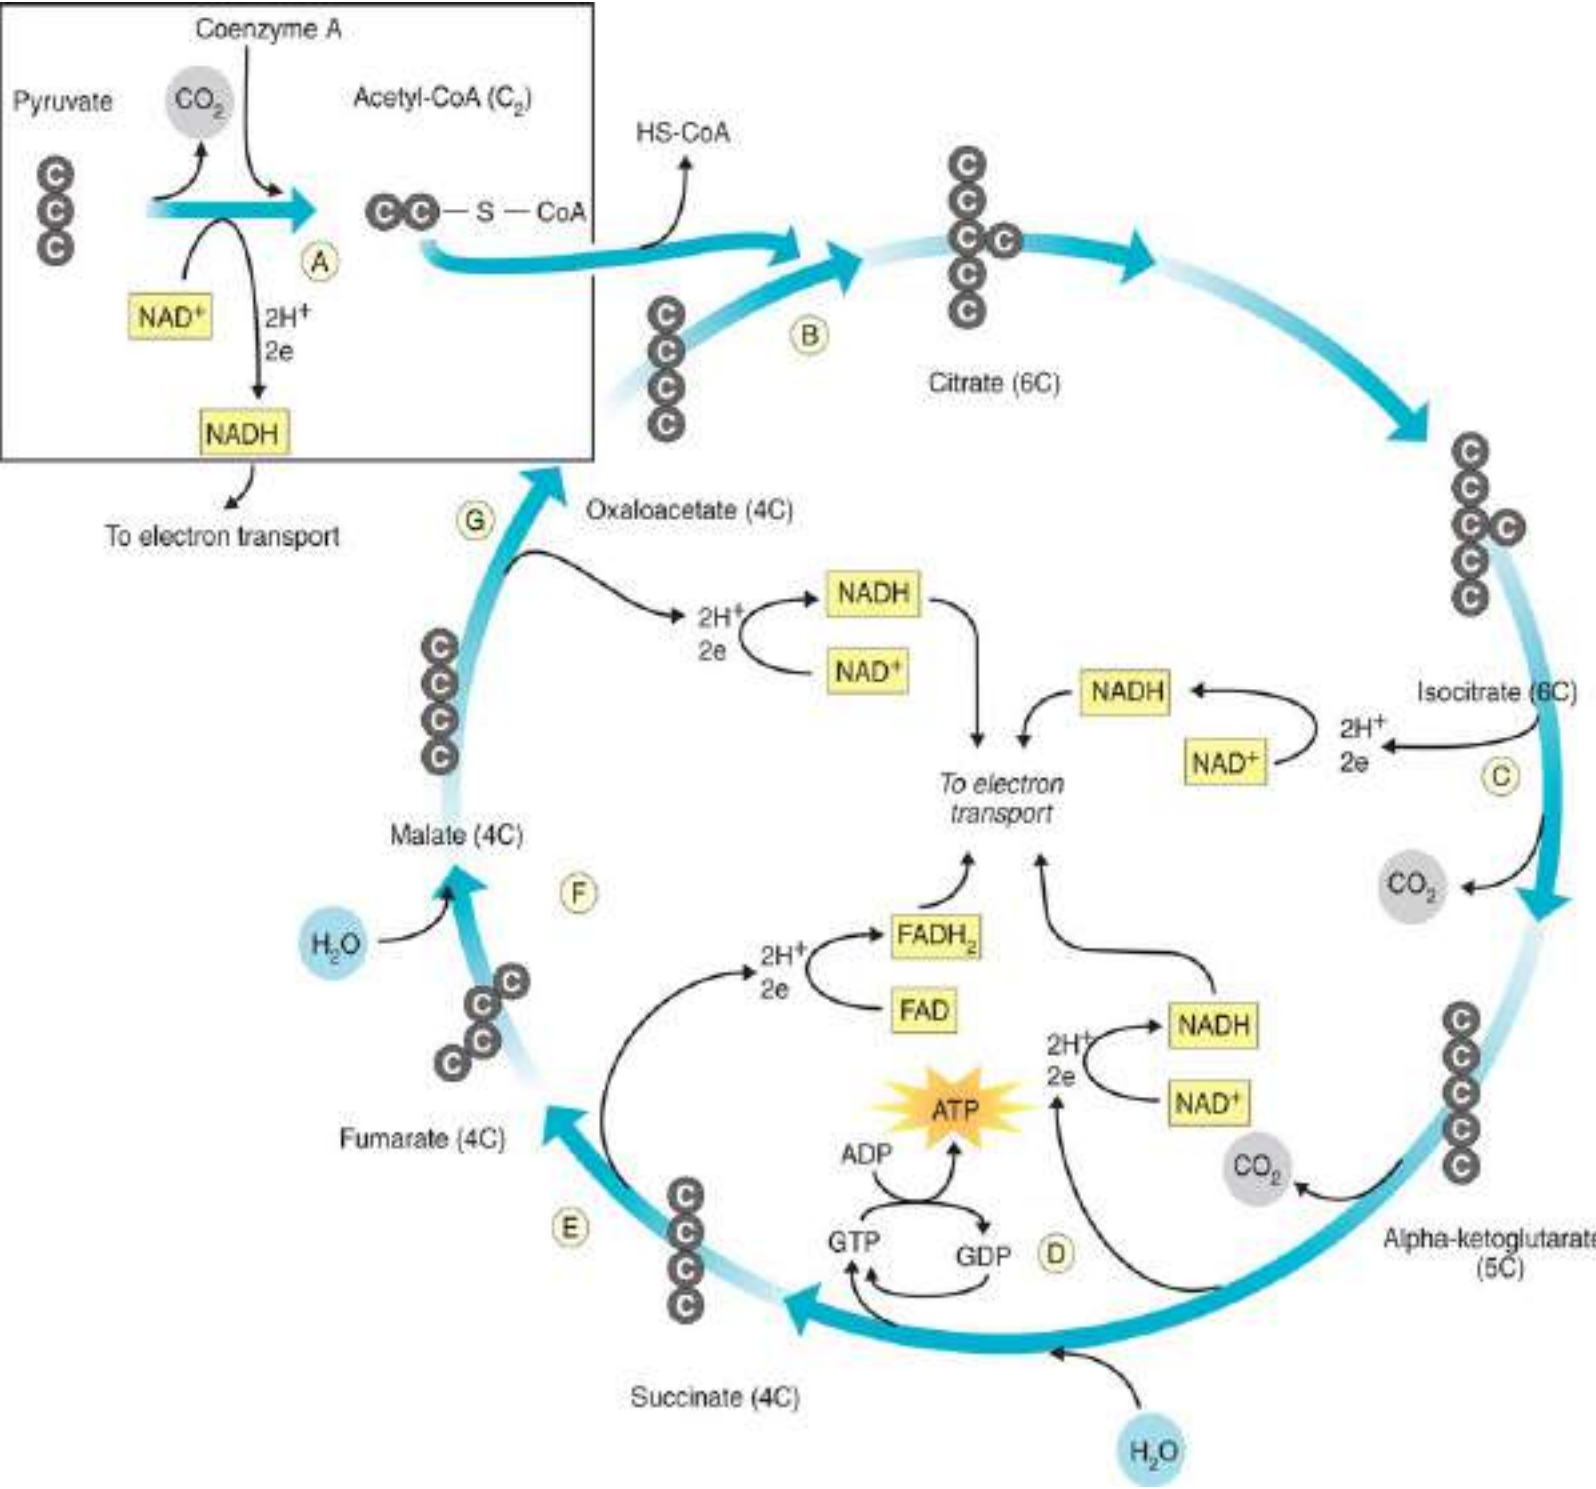 Coenzyme A
Pyruvate
CO2
Acetyl-CoA (C2)
C
C
C
C C — S — CoA
A
NAD+
2H+
2e
NADH
To electron transport
HS-CoA
C
C
C
C
B
Oxaloacetate (4C)
C
C
C C
C
C
Citrate (6C)
C
C
C C
C
C
Isocitrate (6C)
2H+
2e
NADH
NAD+
C
CO2
C
C
C
C
C
Alpha-ketoglutarate
(5C)
CO2
2H+
2e
NADH
NAD+
D
H2O
ATP
ADP
GTP
GDP
Succinate (4C)
C
C
C
C
E
2H+
2e
FADH2
FAD
Fumarate (4C)
C
C
C
C
H2O
F
Malate (4C)
C
C
C
C
G
2H+
2e
NADH
NAD+
To electron
transport